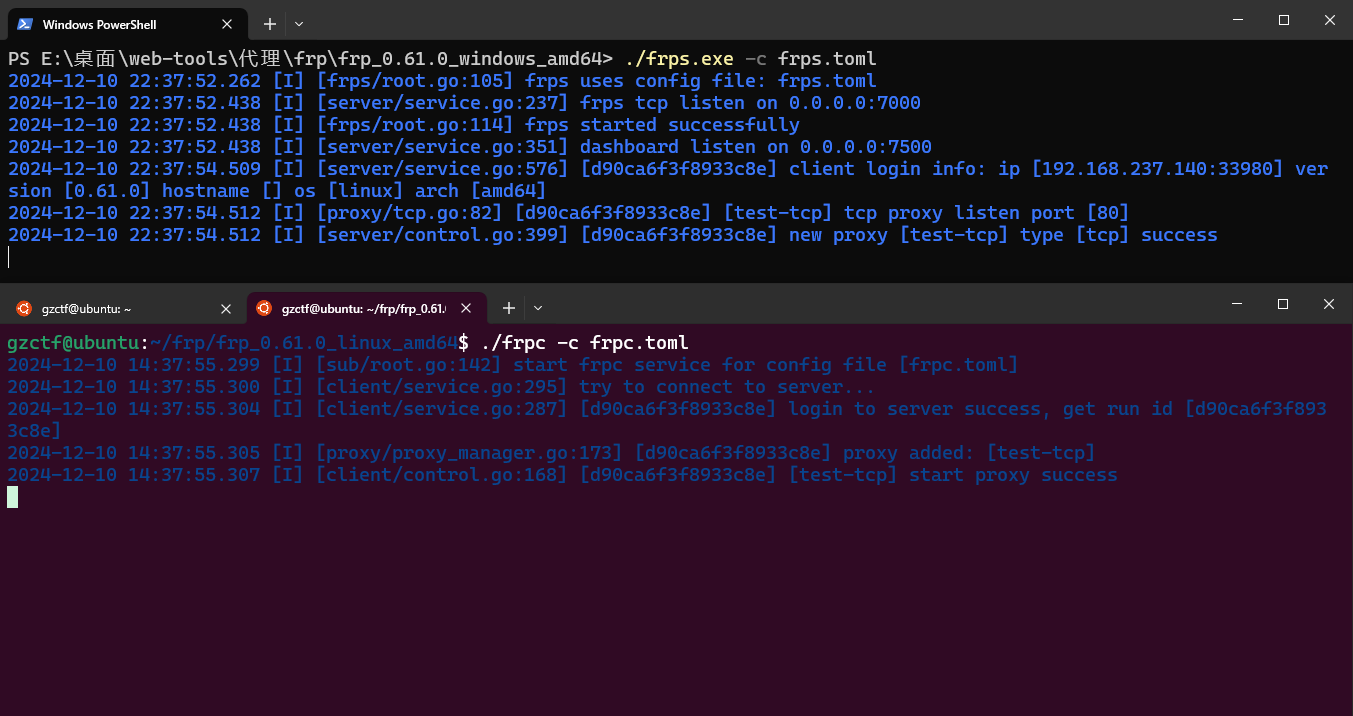 Windows PowerShell
PS E:\桌面\web-tools\代理\frp\frp_0.61.0_windows_amd64> ./frps.exe -c frps.toml
2024-12-10 22:37:52.262 [I] [frps/root.go:105] frps uses config file: frps.toml
2024-12-10 22:37:52.438 [I] [server/service.go:237] frps tcp listen on 0.0.0.0:7000
2024-12-10 22:37:52.438 [I] [frps/root.go:114] frps started successfully
2024-12-10 22:37:52.438 [I] [server/service.go:351] dashboard listen on 0.0.0.0:7500
2024-12-10 22:37:54.509 [I] [server/service.go:576] [d90ca6f3f8933c8e] client login info: ip [192.168.237.140:33980] ver
sion [0.61.0] hostname [] os [linux] arch [amd64]
2024-12-10 22:37:54.512 [I] [proxy/tcp.go:82] [d90ca6f3f8933c8e] [test-tcp] tcp proxy listen port [80]
2024-12-10 22:37:54.512 [I] [server/control.go:399] [d90ca6f3f8933c8e] new proxy [test-tcp] type [tcp] success
gzctf@ubuntu: ~
gzctf@ubuntu: ~/frp/frp_0.61.
gzctf@ubuntu:~/frp/frp_0.61.0_linux_amd64$ ./frpc -c frpc.toml
2024-12-10 14:37:55.299 [I] [sub/root.go:142] start frpc service for config file [frpc.toml]
2024-12-10 14:37:55.300 [I] [client/service.go:295] try to connect to server...
2024-12-10 14:37:55.304 [I] [client/service.go:287] [d90ca6f3f8933c8e] login to server success, get run id [d90ca6f3f893
3c8e]
2024-12-10 14:37:55.305 [I] [proxy/proxy_manager.go:173] [d90ca6f3f8933c8e] proxy added: [test-tcp]
2024-12-10 14:37:55.307 [I] [client/control.go:168] [d90ca6f3f8933c8e] [test-tcp] start proxy success